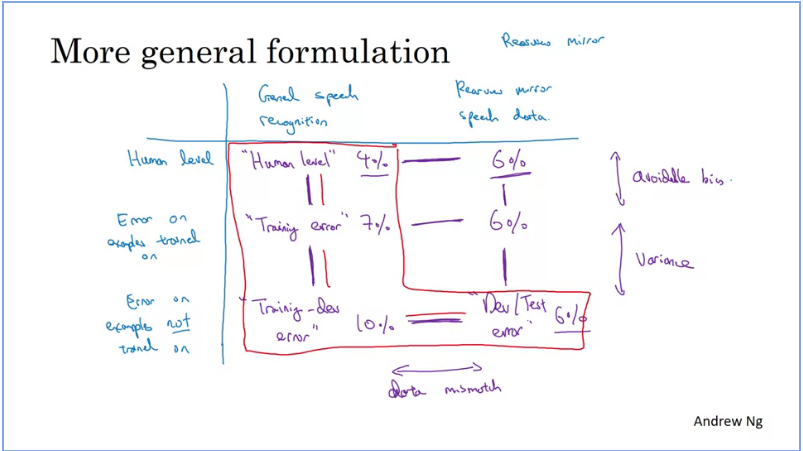 More general formulation
Rearview mirror
General speech
recognition
Rearview mirror
speech data.
Human level
"Human level" 4%
6%
avoidable bias.
Error on
examples trained
on
"Training error" 7%
6%
Variance
Error on
examples not
trained on
"Training-dev
error"
10%
"Dev/Test
error"
6%
data mismatch
Andrew Ng